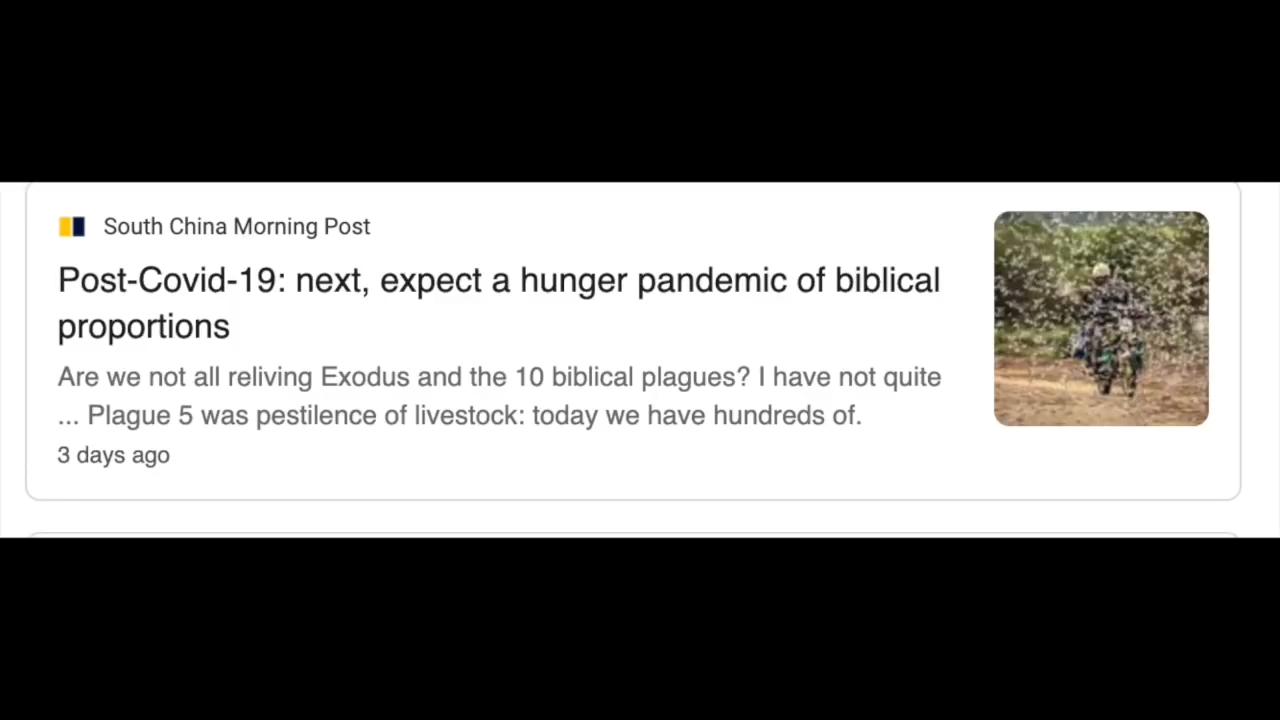 South China Morning Post
Post-Covid-19: next, expect a hunger pandemic of biblical
proportions
Are we not all reliving Exodus and the 10 biblical plagues? I have not quite
... Plague 5 was pestilence of livestock: today we have hundreds of.
3 days ago